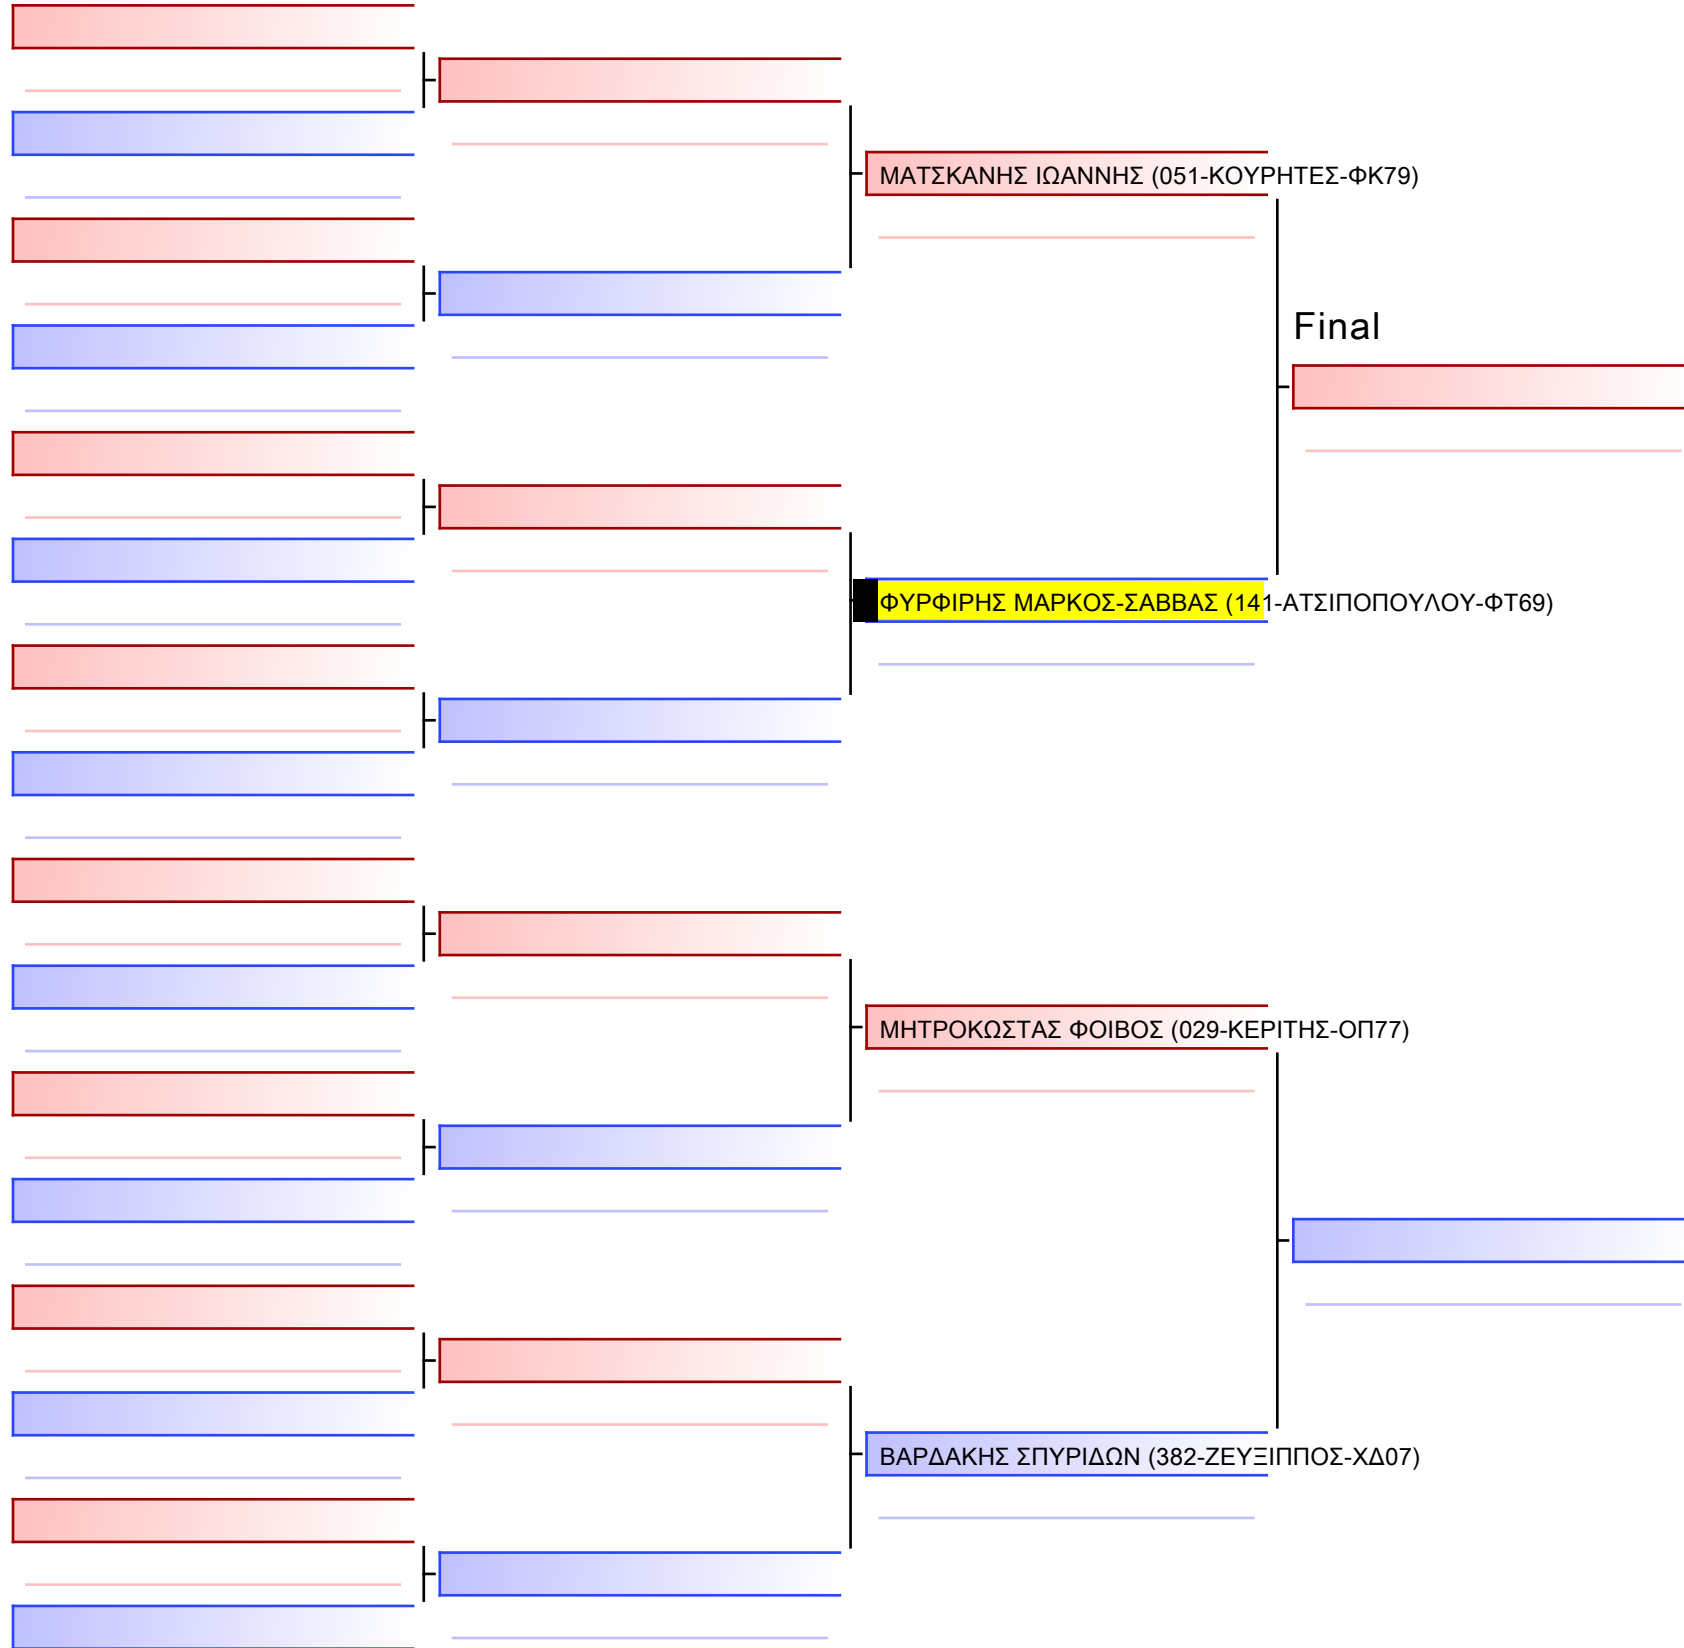 ΜΑΤΣΚΑΝΗΣ ΙΩΑΝΝΗΣ (051-ΚΟΥΡΗΤΕΣ-ΦΚ79)
Final
ΦΥΡΦΙΡΗΣ ΜΑΡΚΟΣ-ΣΑΒΒΑΣ (141-ΑΤΣΙΠΟΠΟΥΛΟΥ-ΦΤ69)
ΜΗΤΡΟΚΩΣΤΑΣ ΦΟΙΒΟΣ (029-ΚΕΡΙΤΗΣ-ΟΠ77)
ΒΑΡΔΑΚΗΣ ΣΠΥΡΙΔΩΝ (382-ΖΕΥΞΙΠΠΟΣ-ΧΔ07)